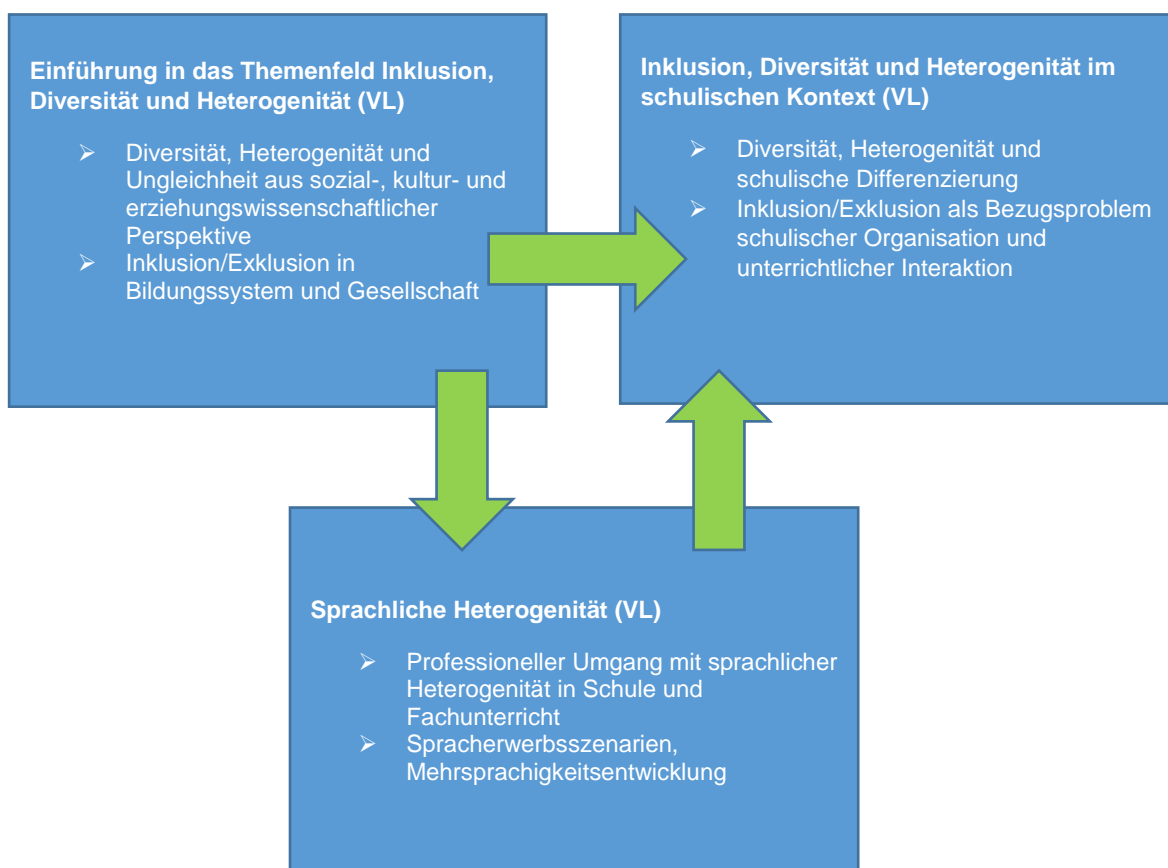 Einführung in das Themenfeld Inklusion,
Diversität und Heterogenität (VL)
➢ Diversität, Heterogenität und
Ungleichheit aus sozial-, kultur- und
erziehungswissenschaftlicher
Perspektive
➢ Inklusion/Exklusion in
Bildungssystem und Gesellschaft
Inklusion, Diversität und Heterogenität im
schulischen Kontext (VL)
➢ Diversität, Heterogenität und
schulische Differenzierung
➢ Inklusion/Exklusion als Bezugsproblem
schulischer Organisation und
unterrichtlicher Interaktion
Sprachliche Heterogenität (VL)
➢ Professioneller Umgang mit sprachlicher
Heterogenität in Schule und
Fachunterricht
➢ Spracherwerbsszenarien,
Mehrsprachigkeitsentwicklung